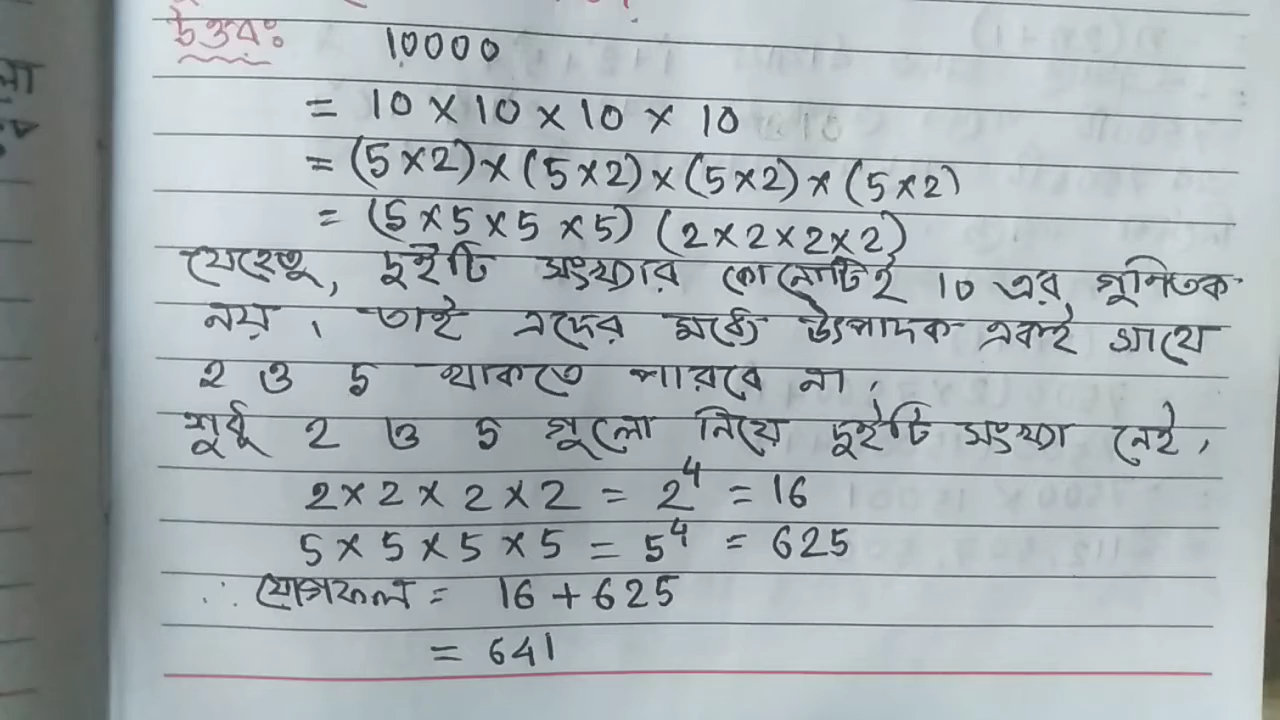 উত্তর:
10000
= 10 × 10 × 10 × 10
= (5×2) × (5×2) × (5×2) × (5×2)
= (5 × 5 × 5 × 5) (2 × 2 × 2 × 2)
যেহেতু, দুইটি সংখ্যার কোনোটিই 10 এর গুণিতক
নয়। তাই এদের মধ্যে উৎপাদক একই সাথে
2 ও 5 থাকতে পারবে না।
শুধু 2 ও 5 গুলো নিয়ে দুইটি সংখ্যা নেই,
2 × 2 × 2 × 2 = 2⁴ = 16
5 × 5 × 5 × 5 = 5⁴ = 625
∴ যোগফল = 16 + 625
= 641